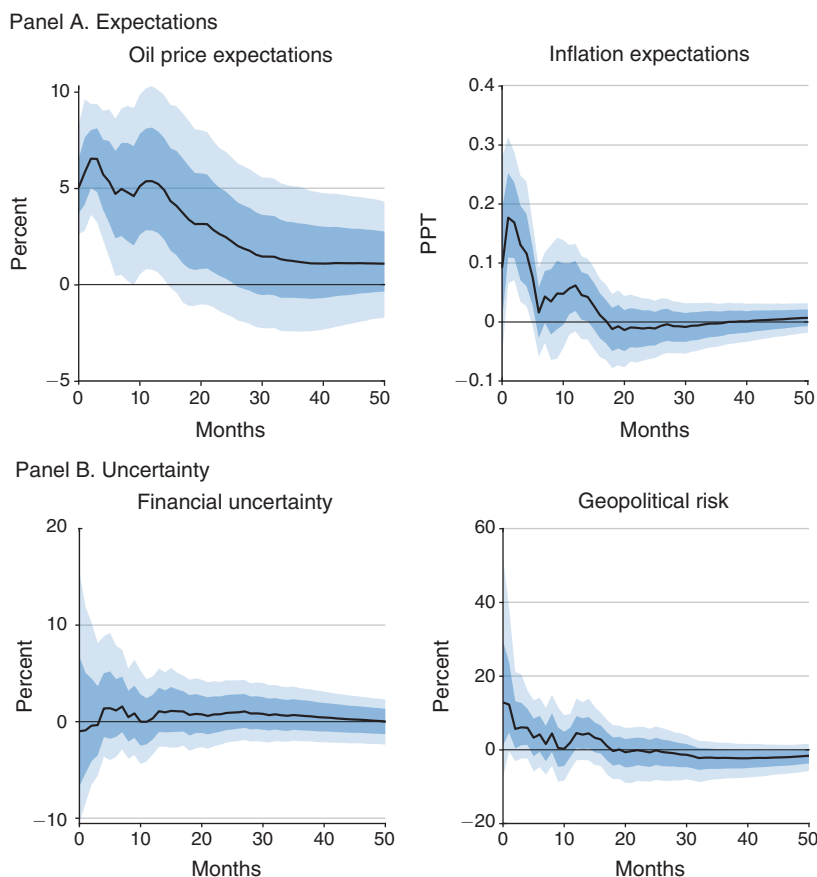 Panel A. Expectations
Oil price expectations
Inflation expectations
10
5
0
−5
Percent
0 10 20 30 40 50
Months
0.4
0.3
0.2
0.1
0
−0.1
PPT
0 10 20 30 40 50
Months
Panel B. Uncertainty
Financial uncertainty
Geopolitical risk
20
10
0
−10
Percent
0 10 20 30 40 50
Months
60
40
20
0
−20
Percent
0 10 20 30 40 50
Months